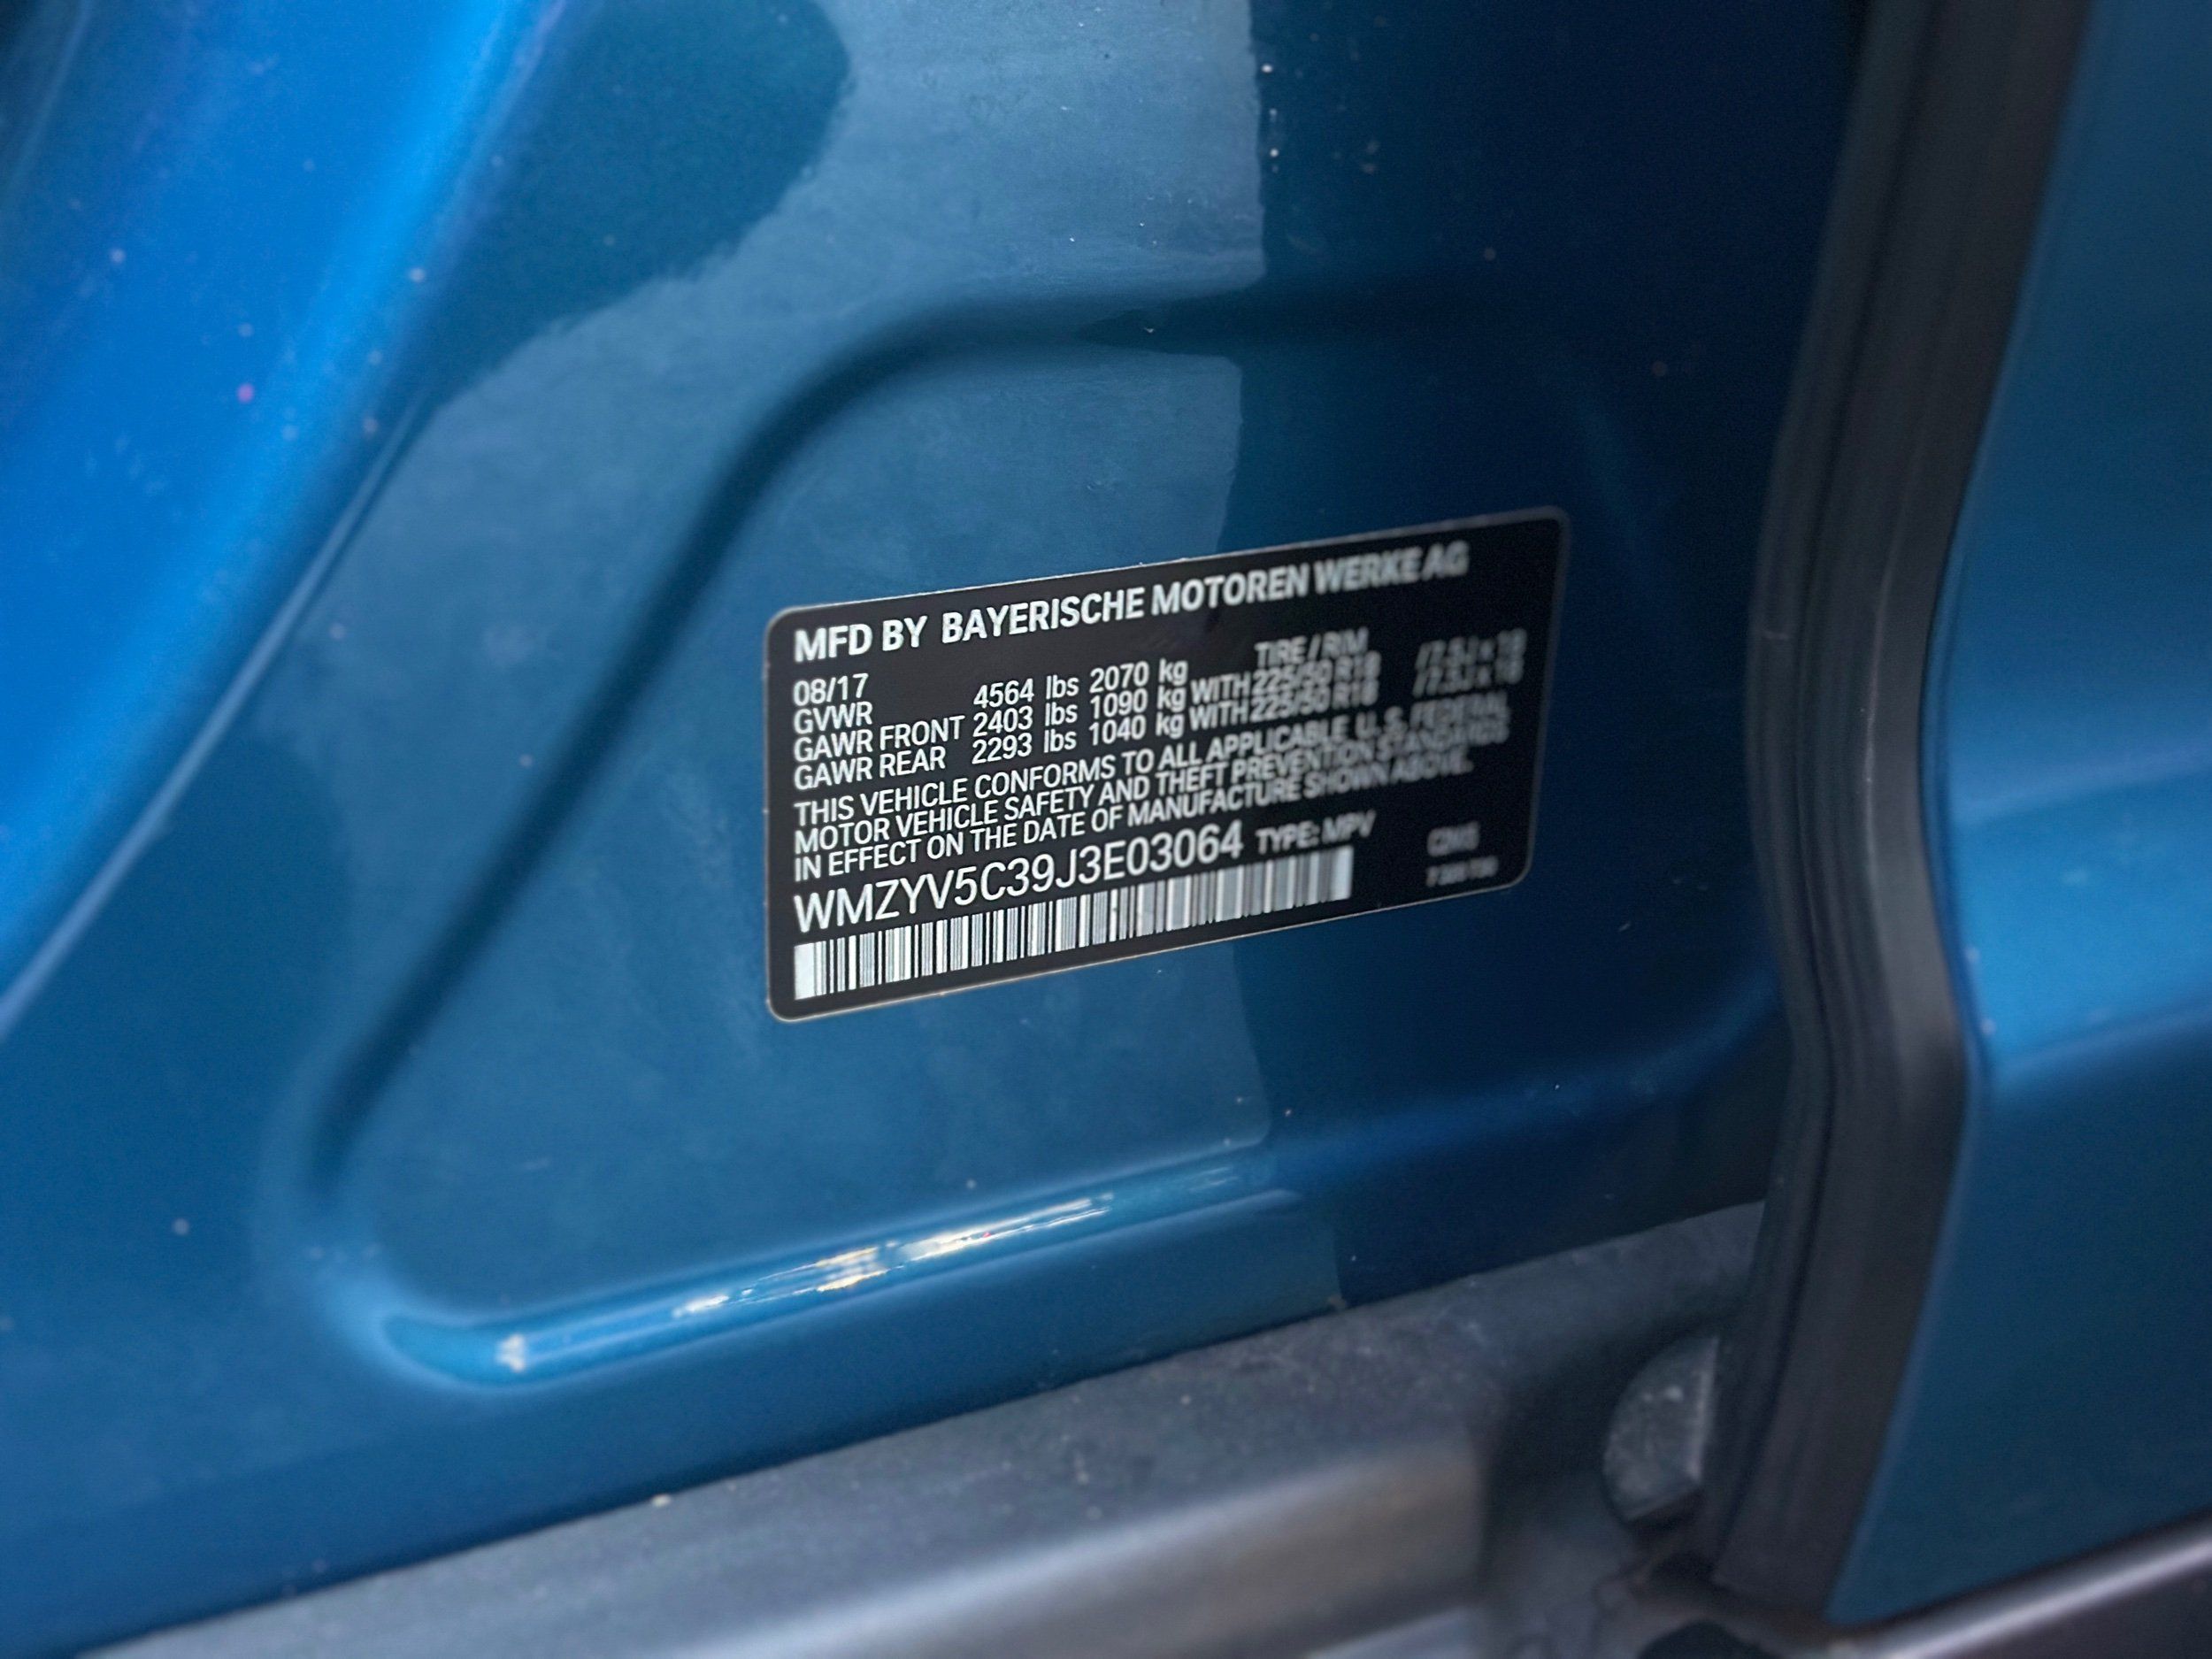 MFD BY BAYERISCHE MOTOREN WERKE AG
08/17 TIRE / RIM
GVWR 4564 lbs 2070 kg
GAWR FRONT 2403 lbs 1090 kg WITH 225/50 R18
GAWR REAR 2293 lbs 1040 kg WITH 225/50 R18
THIS VEHICLE CONFORMS TO ALL APPLICABLE U.S. FEDERAL
MOTOR VEHICLE SAFETY AND THEFT PREVENTION STANDARDS
IN EFFECT ON THE DATE OF MANUFACTURE SHOWN ABOVE.
WMZYV5C39J3E03064 TYPE: MPV